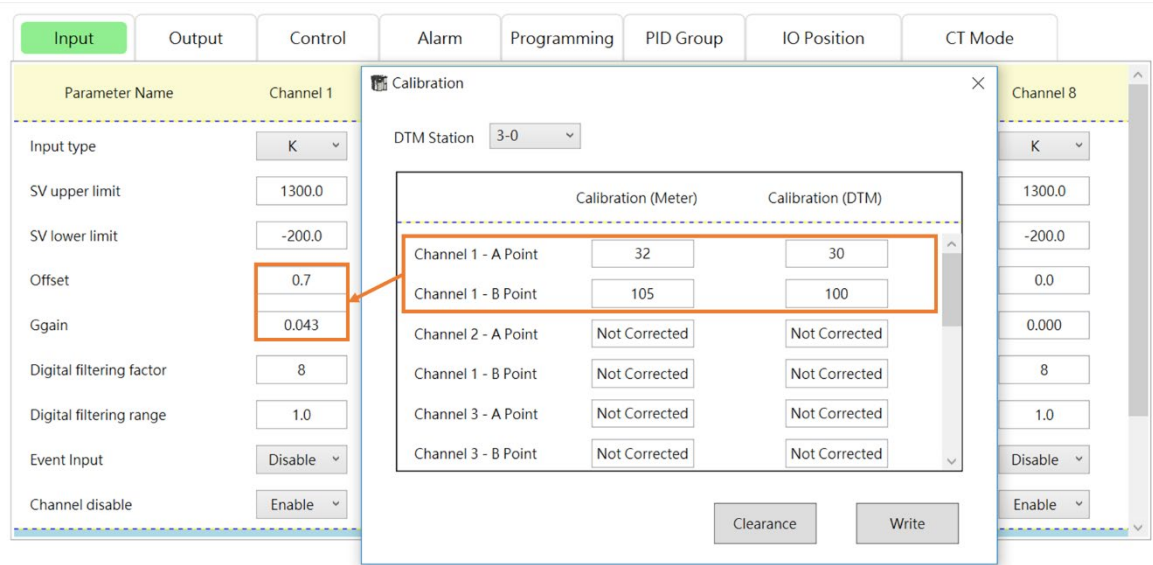 Input Output Control Alarm Programming PID Group IO Position CT Mode
Parameter Name Channel 1 Channel 8
Calibration
DTM Station 3-0
Calibration (Meter) Calibration (DTM)
Channel 1 - A Point 32 30
Channel 1 - B Point 105 100
Channel 2 - A Point Not Corrected Not Corrected
Channel 1 - B Point Not Corrected Not Corrected
Channel 3 - A Point Not Corrected Not Corrected
Channel 3 - B Point Not Corrected Not Corrected
Clearance Write
Input type K K
SV upper limit 1300.0 1300.0
SV lower limit -200.0 -200.0
Offset 0.7 0.0
Ggain 0.043 0.000
Digital filtering factor 8 8
Digital filtering range 1.0 1.0
Event Input Disable Disable
Channel disable Enable Enable